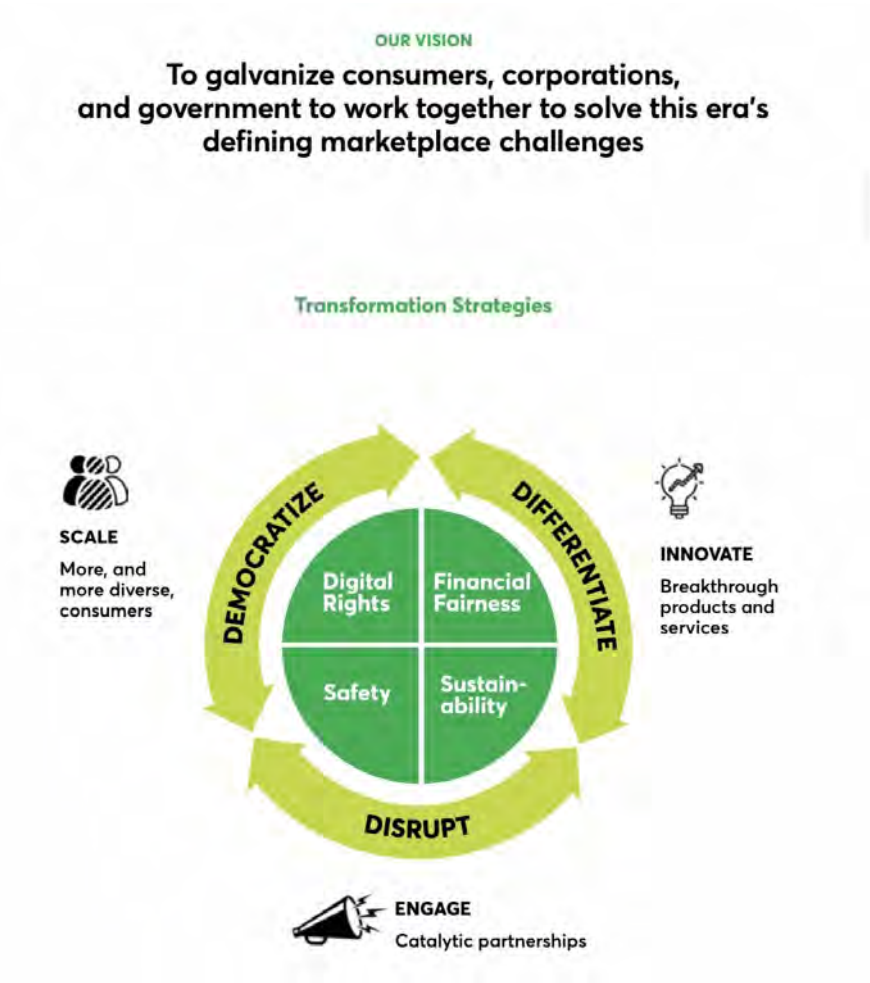 OUR VISION
To galvanize consumers, corporations,
and government to work together to solve this era's
defining marketplace challenges
Transformation Strategies
DEMOCRATIZE
DIFFERENTIATE
SCALE
More, and
more diverse,
consumers
INNOVATE
Breakthrough
products and
services
Digital
Rights
Financial
Fairness
Safety
Sustain-
ability
DISRUPT
ENGAGE
Catalytic partnerships